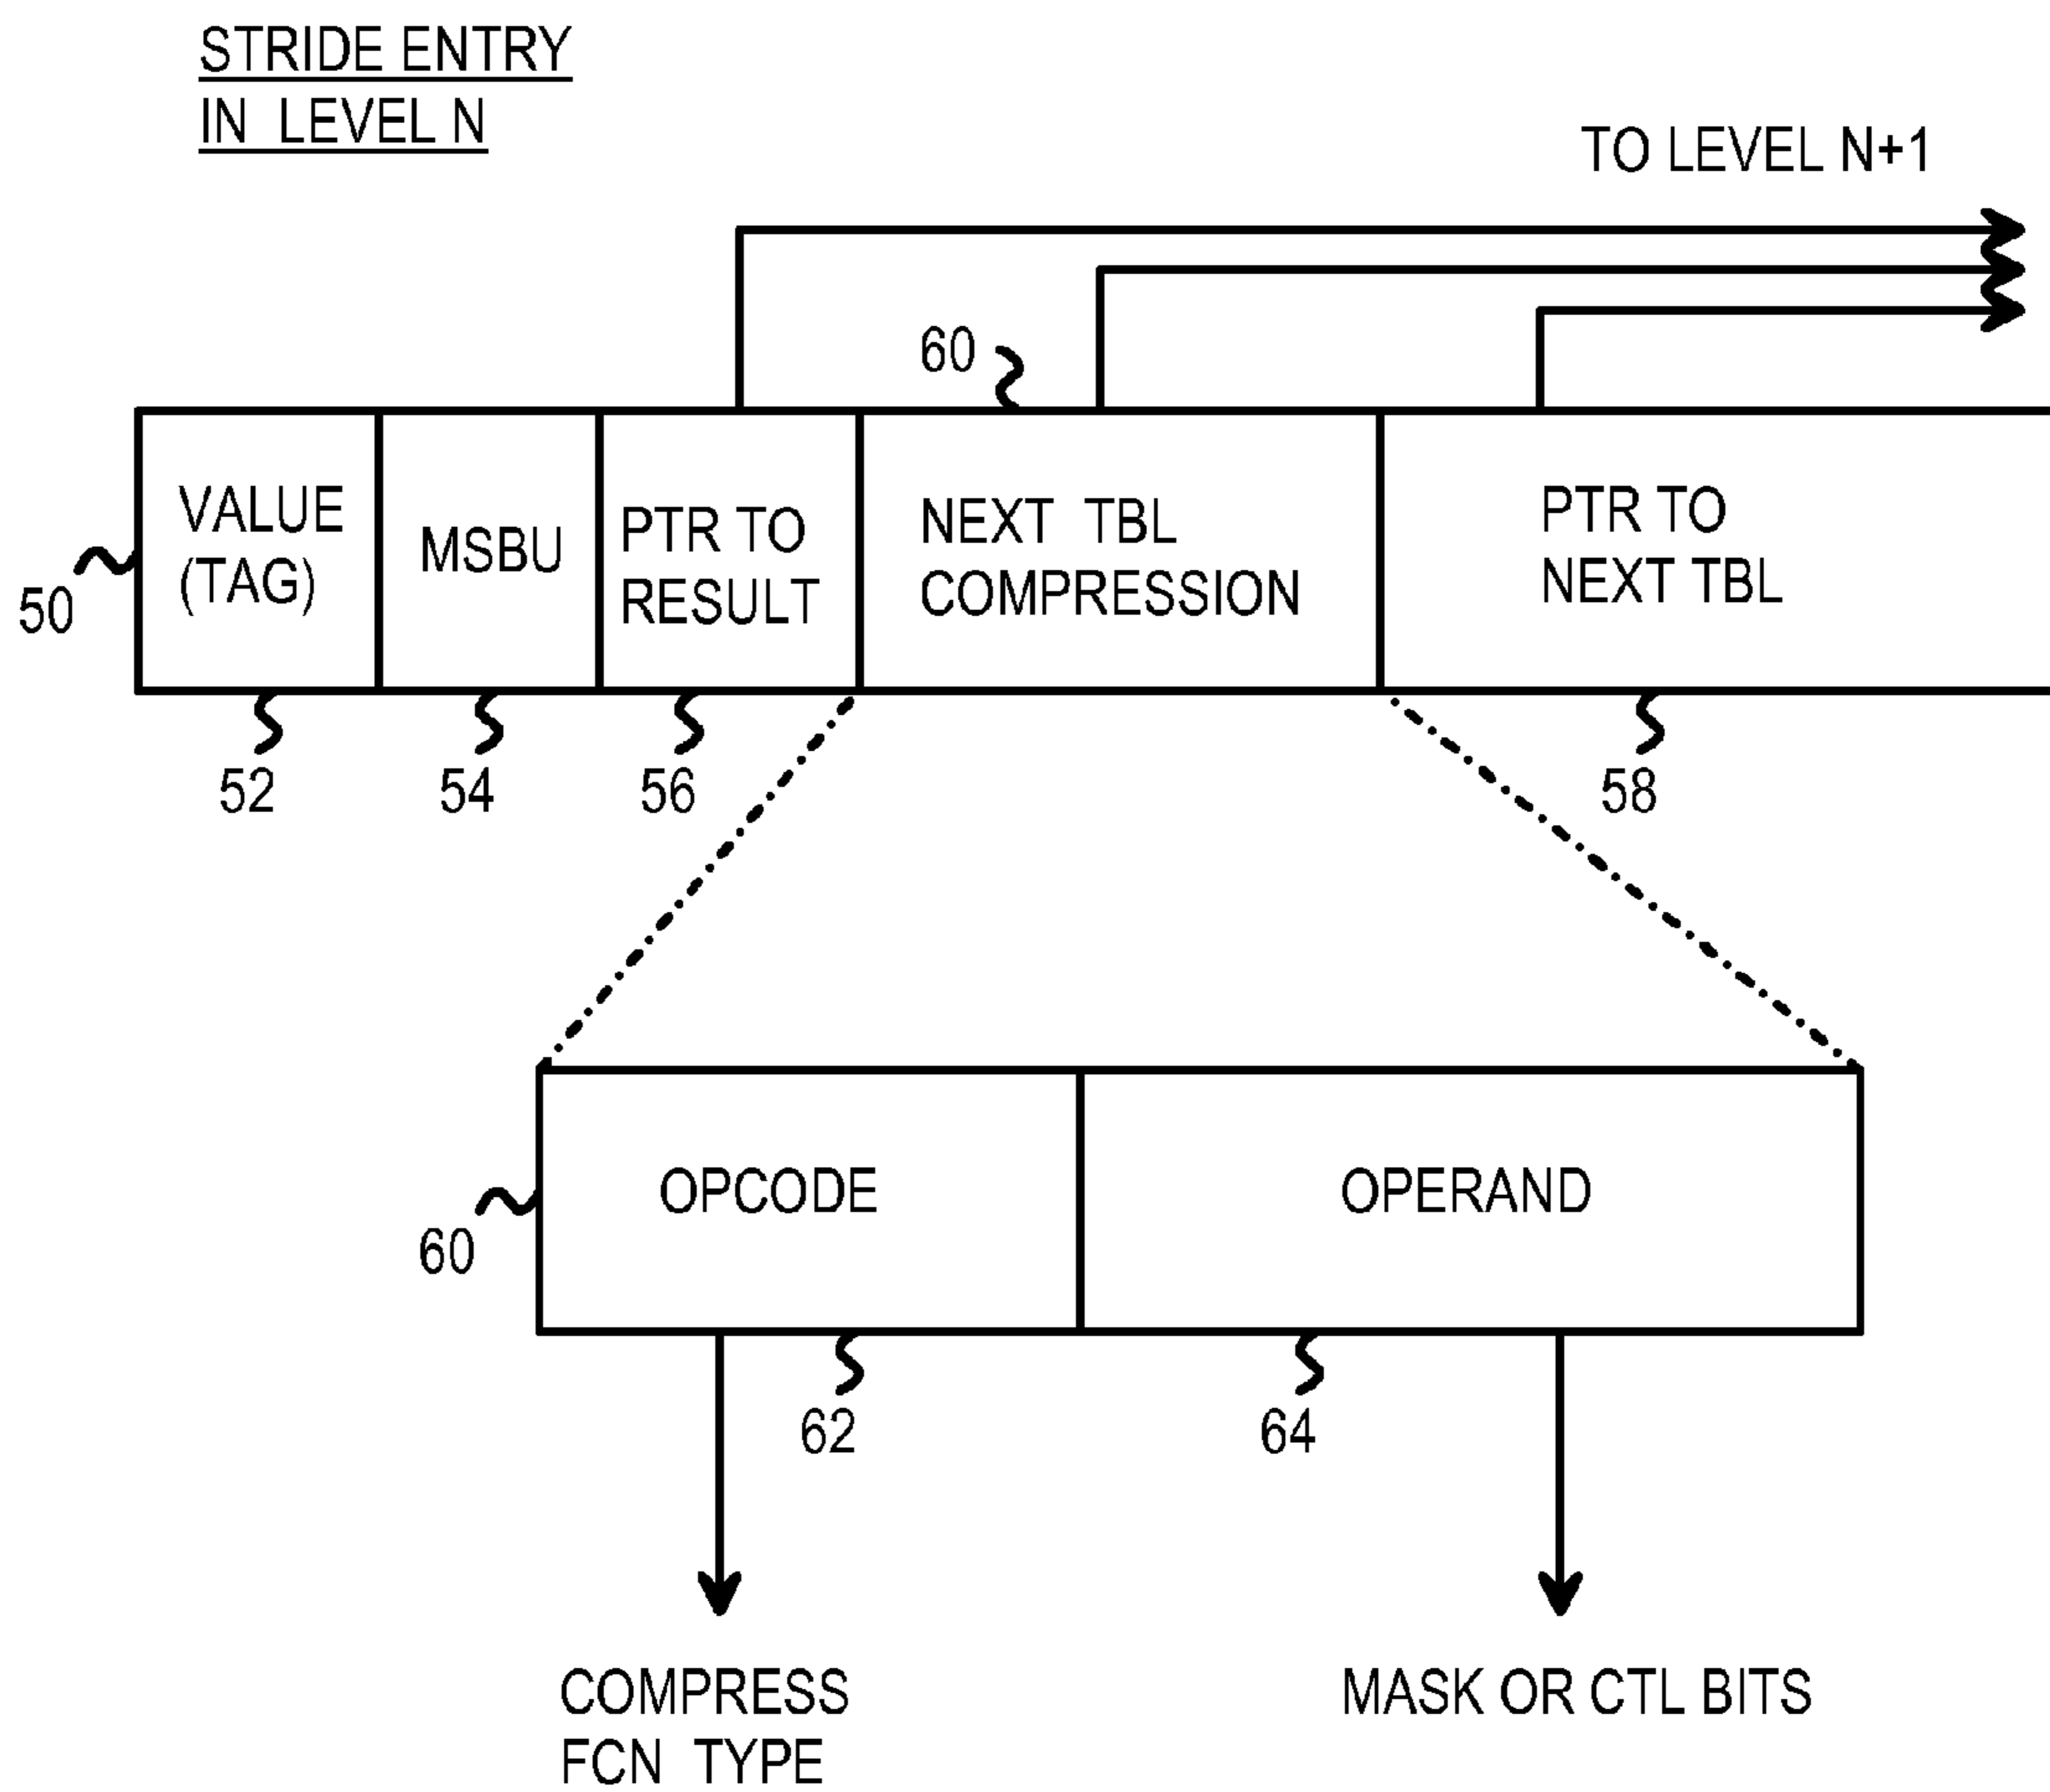 STRIDE ENTRY
IN LEVEL N
TO LEVEL N+1
60
VALUE
(TAG)
MSBU
PTR TO
RESULT
NEXT TBL
COMPRESSION
PTR TO
NEXT TBL
50
52
54
56
58
OPCODE
OPERAND
60
62
64
COMPRESS
FCN TYPE
MASK OR CTL BITS